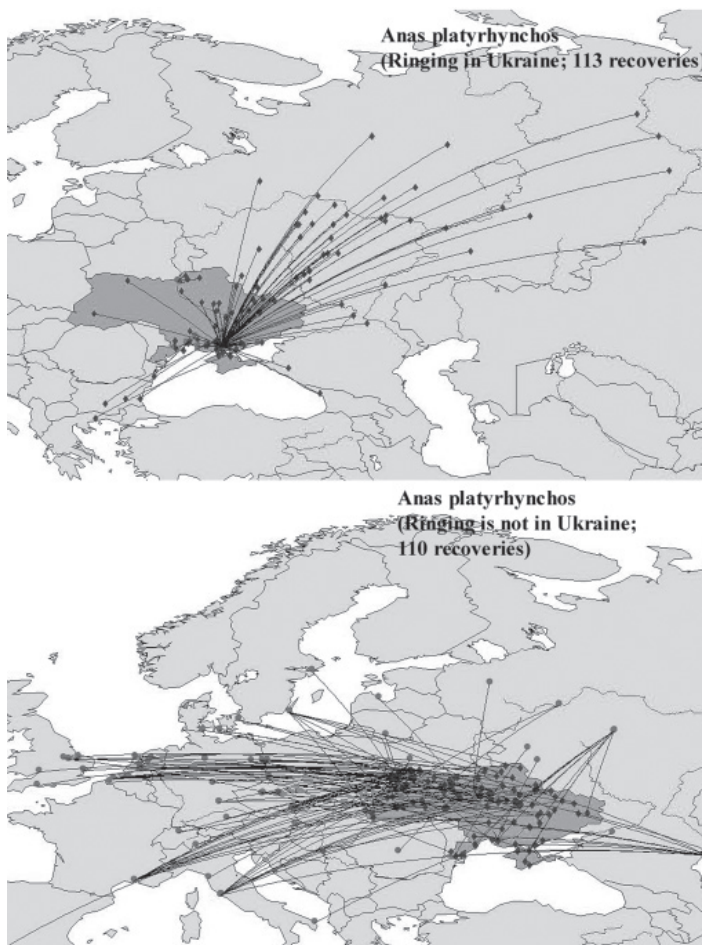 Anas platyrhynchos
(Ringing in Ukraine; 113 recoveries)
Anas platyrhynchos
(Ringing is not in Ukraine;
110 recoveries)